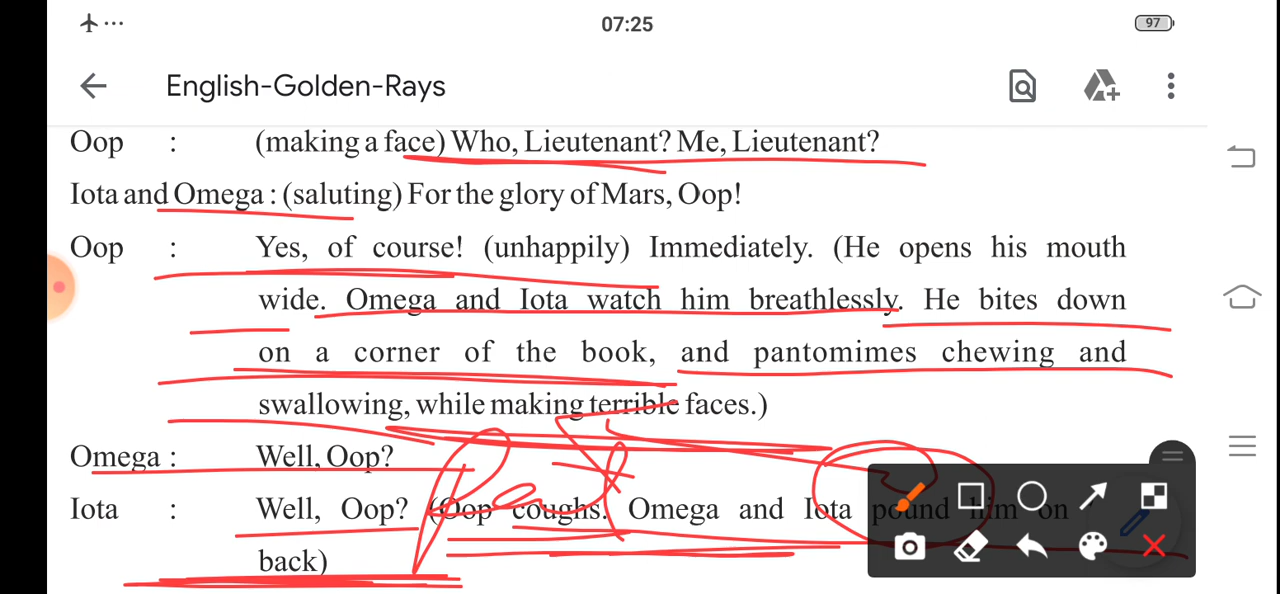 07:25
97
English-Golden-Rays
Oop : (making a face) Who, Lieutenant? Me, Lieutenant?
Iota and Omega : (saluting) For the glory of Mars, Oop!
Oop : Yes, of course! (unhappily) Immediately. (He opens his mouth
wide. Omega and Iota watch him breathlessly. He bites down
on a corner of the book, and pantomimes chewing and
swallowing, while making terrible faces.)
Omega : Well, Oop?
Iota : Well, Oop? (Oop coughs. Omega and Iota pound him on
back)